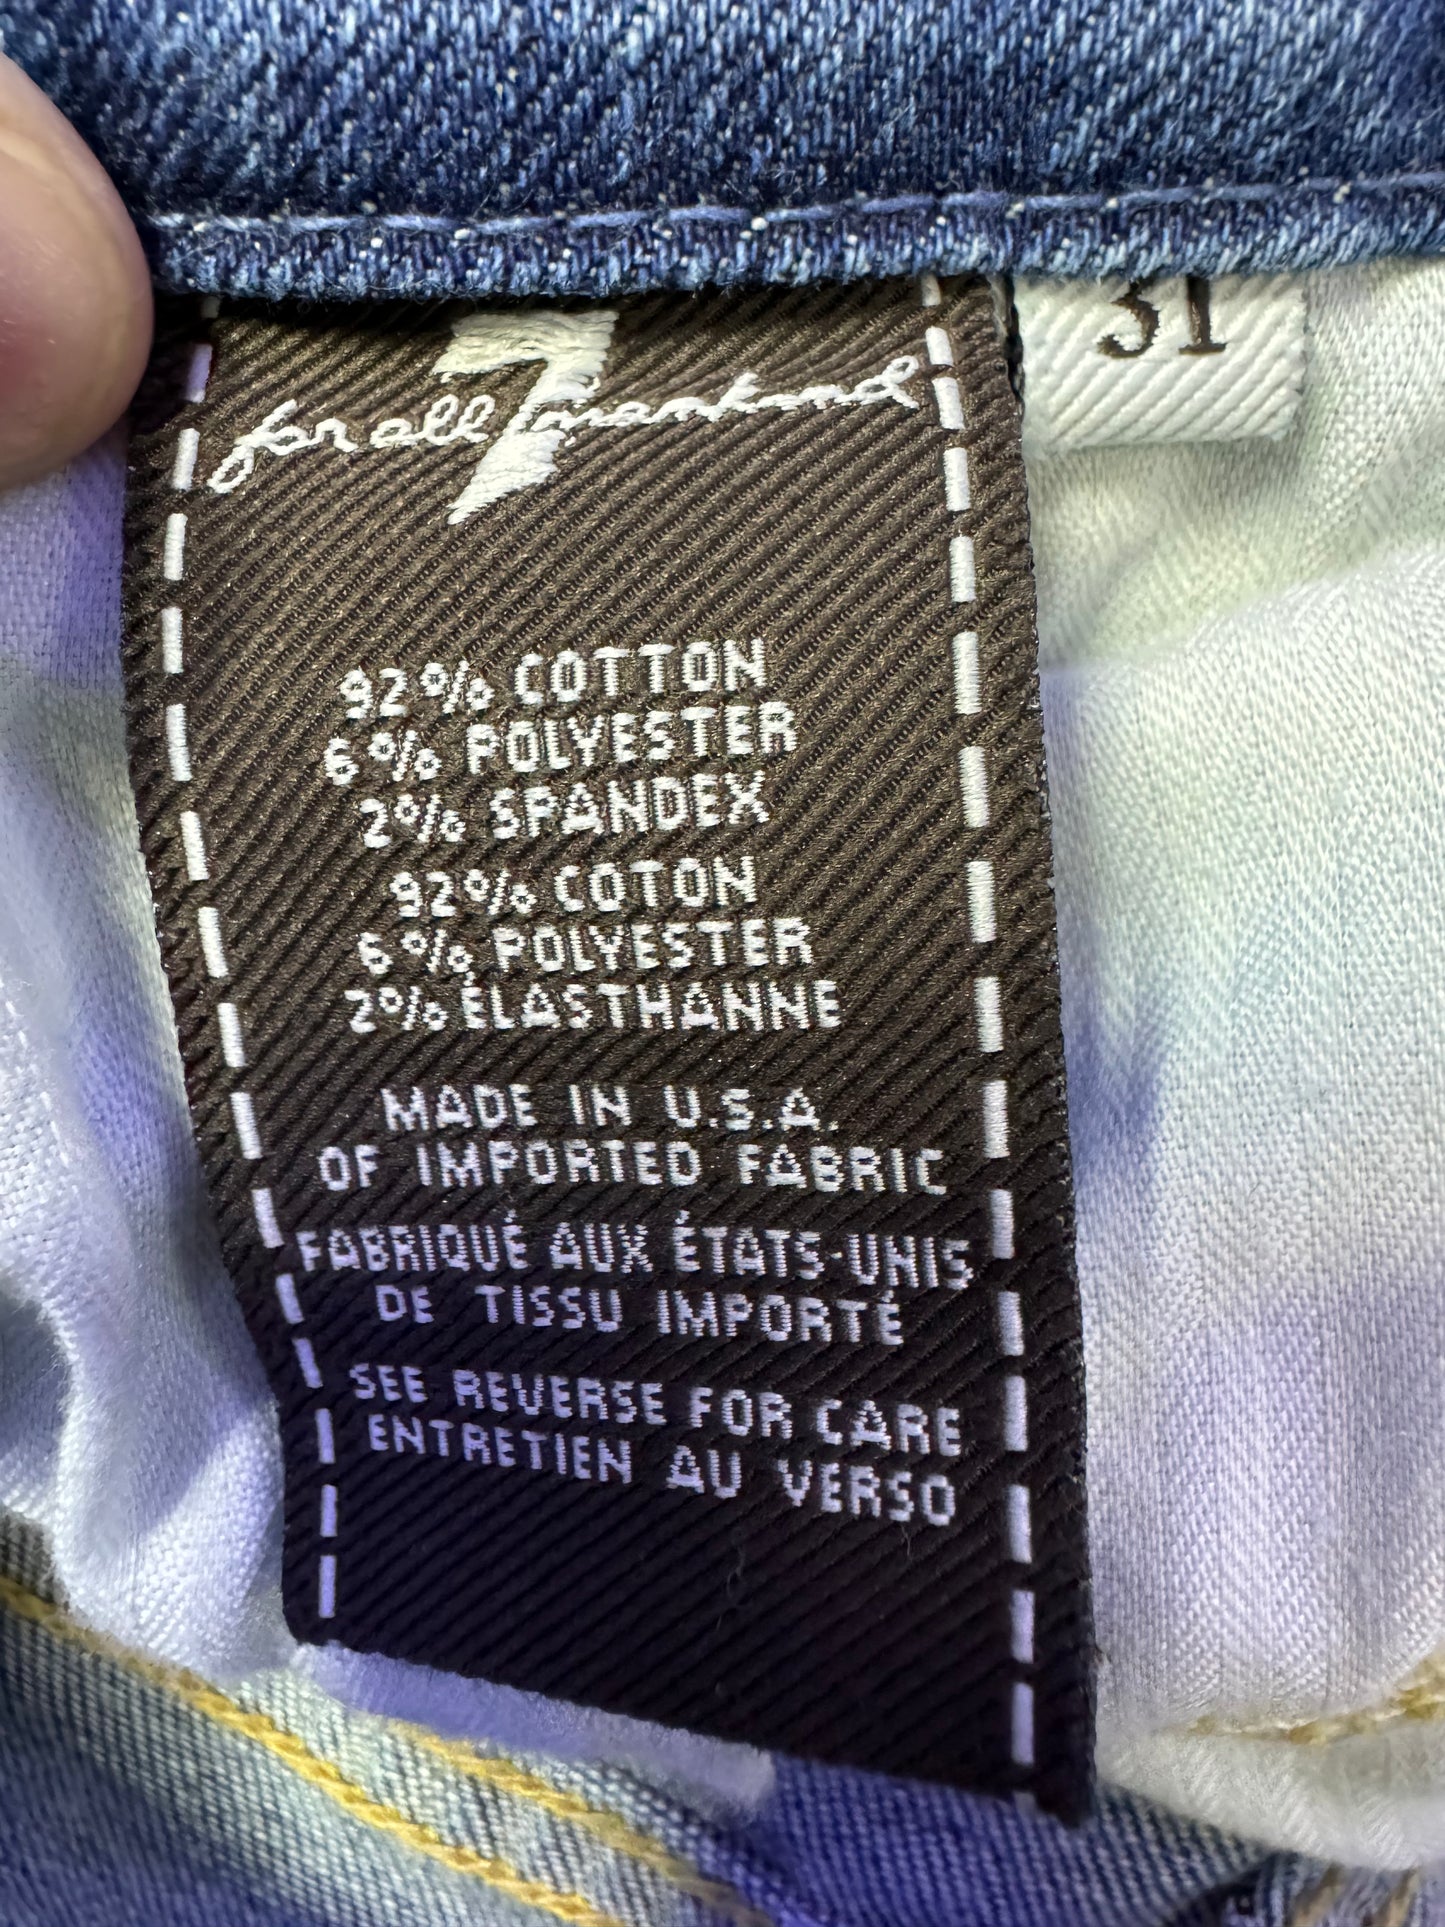 7
for all mankind
31
92% COTTON
6% POLYESTER
2% SPANDEX
92% COTON
6% POLYESTER
2% ÉLASTHANNE
MADE IN U.S.A.
OF IMPORTED FABRIC
FABRIQUÉ AUX ÉTATS-UNIS
DE TISSU IMPORTÉ
SEE REVERSE FOR CARE
ENTRETIEN AU VERSO